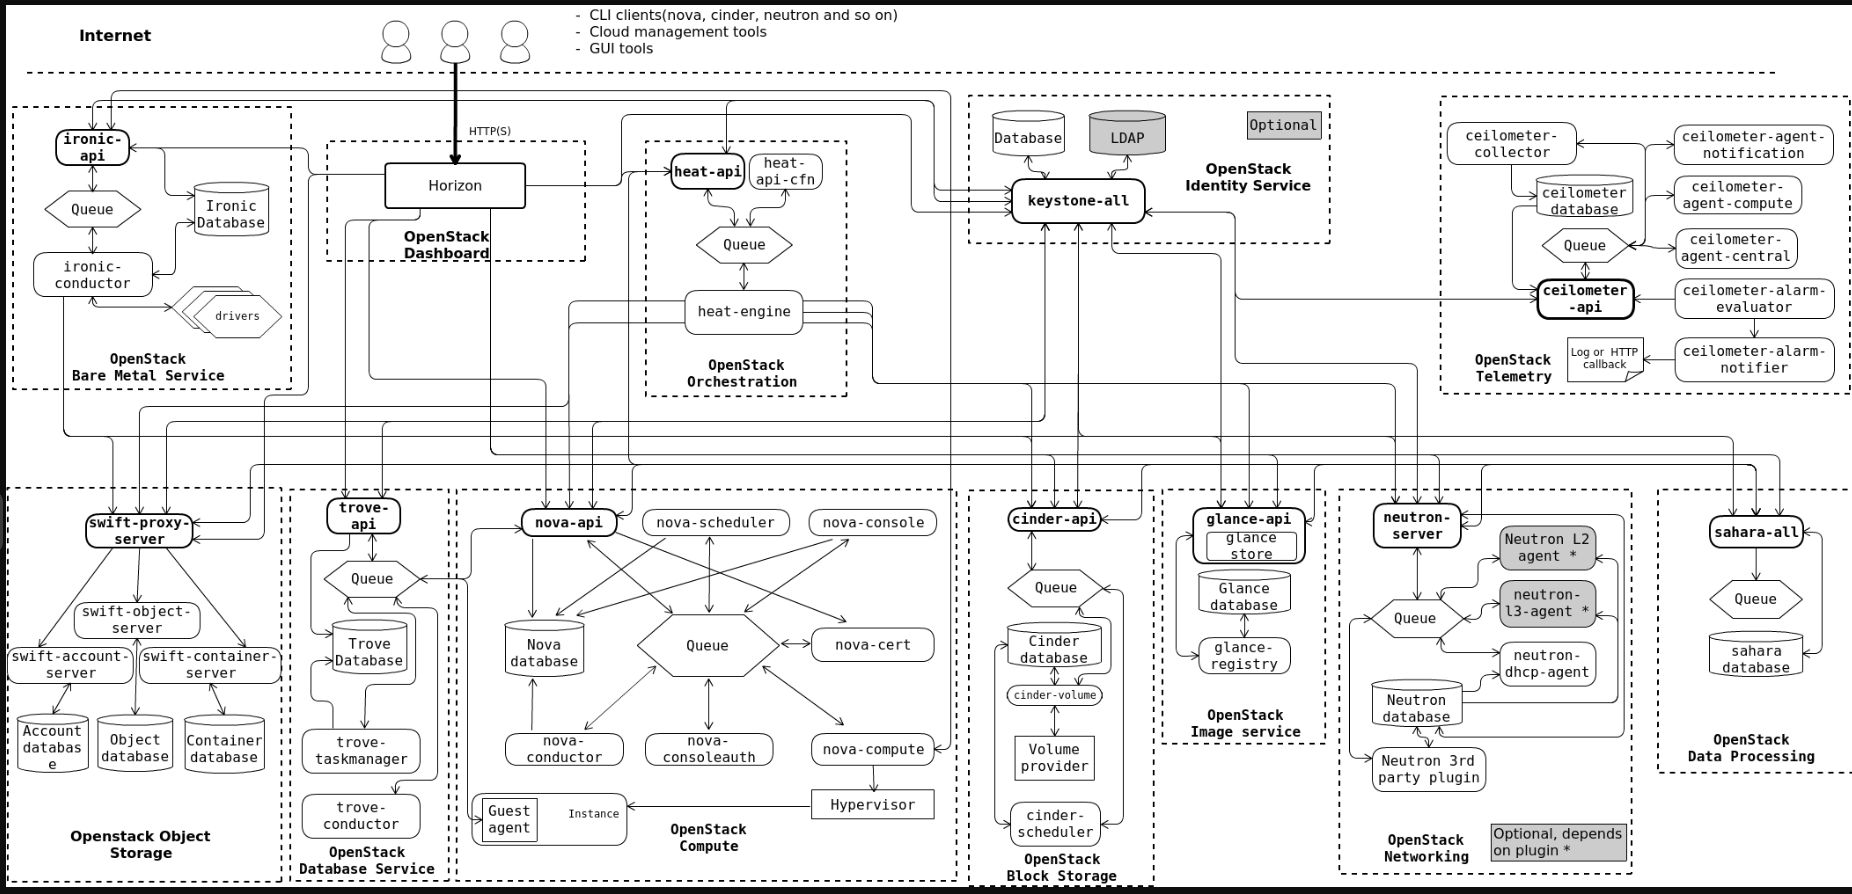 Internet
- CLI clients(nova, cinder, neutron and so on)
- Cloud management tools
- GUI tools
HTTP(S)
ironic-
api
Queue
Ironic
Database
ironic-
conductor
drivers
OpenStack
Bare Metal Service
Horizon
OpenStack
Dashboard
heat-api
heat-
api-cfn
Queue
heat-engine
OpenStack
Orchestration
Database
LDAP
Optional
OpenStack
Identity Service
keystone-all
ceilometer-
collector
ceilometer-agent-
notification
ceilometer
database
ceilometer-
agent-compute
Queue
ceilometer-
agent-central
ceilometer
-api
ceilometer-alarm-
evaluator
Log or HTTP
callback
ceilometer-alarm-
notifier
OpenStack
Telemetry
swift-proxy-
server
swift-object-
server
swift-account-
server
swift-container-
server
Account
databas
e
Object
database
Container
database
Openstack Object
Storage
trove-
api
Queue
Trove
Database
trove-
taskmanager
trove-
conductor
OpenStack
Database Service
nova-api
nova-scheduler
nova-console
Nova
database
Queue
nova-cert
nova-
conductor
nova-
consoleauth
nova-compute
Guest
agent
Instance
Hypervisor
OpenStack
Compute
cinder-api
Queue
Cinder
database
cinder-volume
Volume
provider
cinder-
scheduler
OpenStack
Block Storage
glance-api
glance
store
Glance
database
glance-
registry
OpenStack
Image service
neutron-
server
Neutron L2
agent *
neutron-
l3-agent *
Queue
neutron-
dhcp-agent
Neutron
database
Neutron 3rd
party plugin
OpenStack
Networking
Optional, depends
on plugin *
sahara-all
Queue
sahara
database
OpenStack
Data Processing